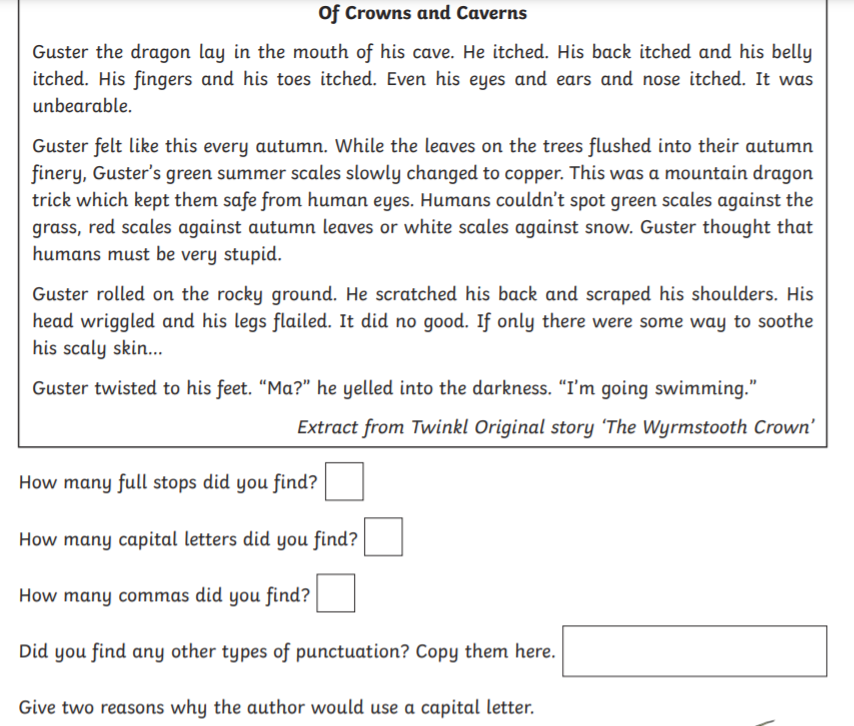 Of Crowns and Caverns
Guster the dragon lay in the mouth of his cave. He itched. His back itched and his belly
itched. His fingers and his toes itched. Even his eyes and ears and nose itched. It was
unbearable.
Guster felt like this every autumn. While the leaves on the trees flushed into their autumn
finery, Guster's green summer scales slowly changed to copper. This was a mountain dragon
trick which kept them safe from human eyes. Humans couldn't spot green scales against the
grass, red scales against autumn leaves or white scales against snow. Guster thought that
humans must be very stupid.
Guster rolled on the rocky ground. He scratched his back and scraped his shoulders. His
head wriggled and his legs flailed. It did no good. If only there were some way to soothe
his scaly skin...
Guster twisted to his feet. “Ma?” he yelled into the darkness. “I'm going swimming.”
Extract from Twinkl Original story ‘The Wyrmstooth Crown’
How many full stops did you find?
How many capital letters did you find?
How many commas did you find?
Did you find any other types of punctuation? Copy them here.
Give two reasons why the author would use a capital letter.